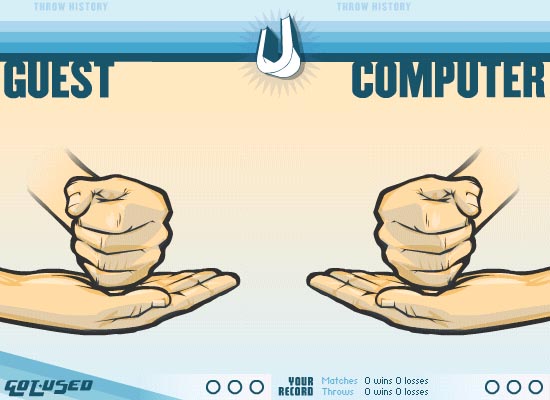 THROW HISTORY
THROW HISTORY
GUEST
COMPUTER
GOT-USED
YOUR RECORD
Matches 0 wins 0 losses
Throws 0 wins 0 losses